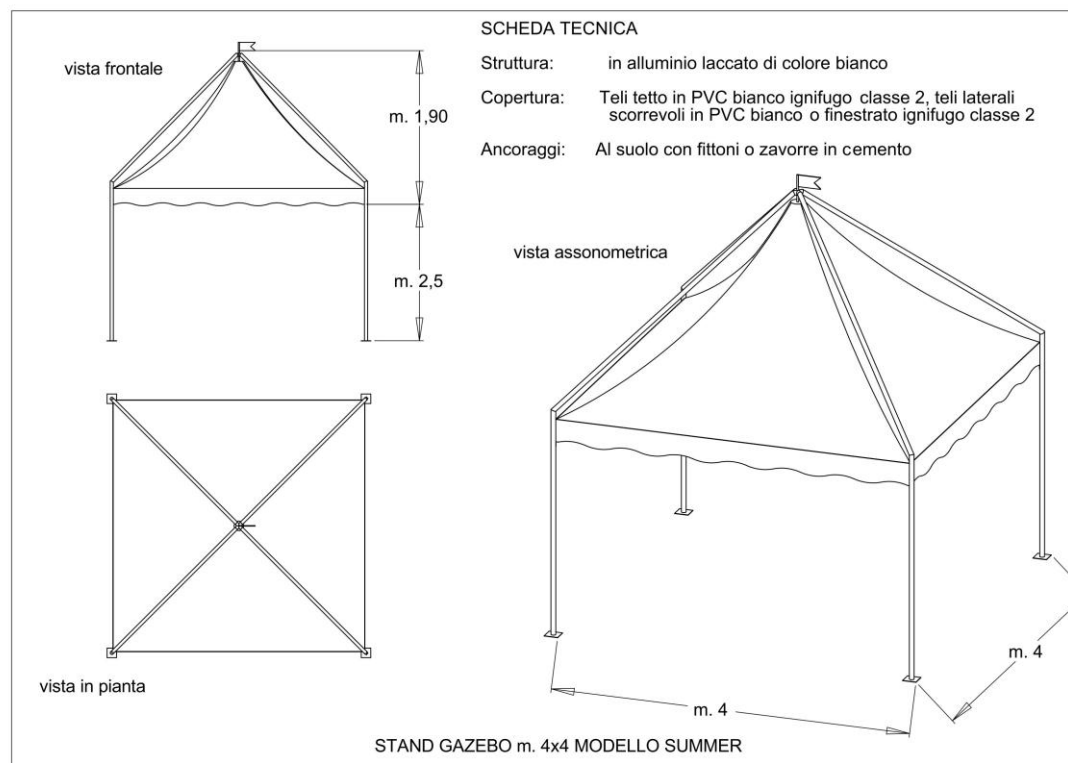 SCHEDA TECNICA
Struttura: in alluminio laccato di colore bianco
Copertura: Teli tetto in PVC bianco ignifugo classe 2, teli laterali
scorrevoli in PVC bianco o finestrato ignifugo classe 2
Ancoraggi: Al suolo con fittoni o zavorre in cemento
vista frontale
m. 1,90
m. 2,5
vista assonometrica
m. 4
m. 4
vista in pianta
STAND GAZEBO m. 4x4 MODELLO SUMMER